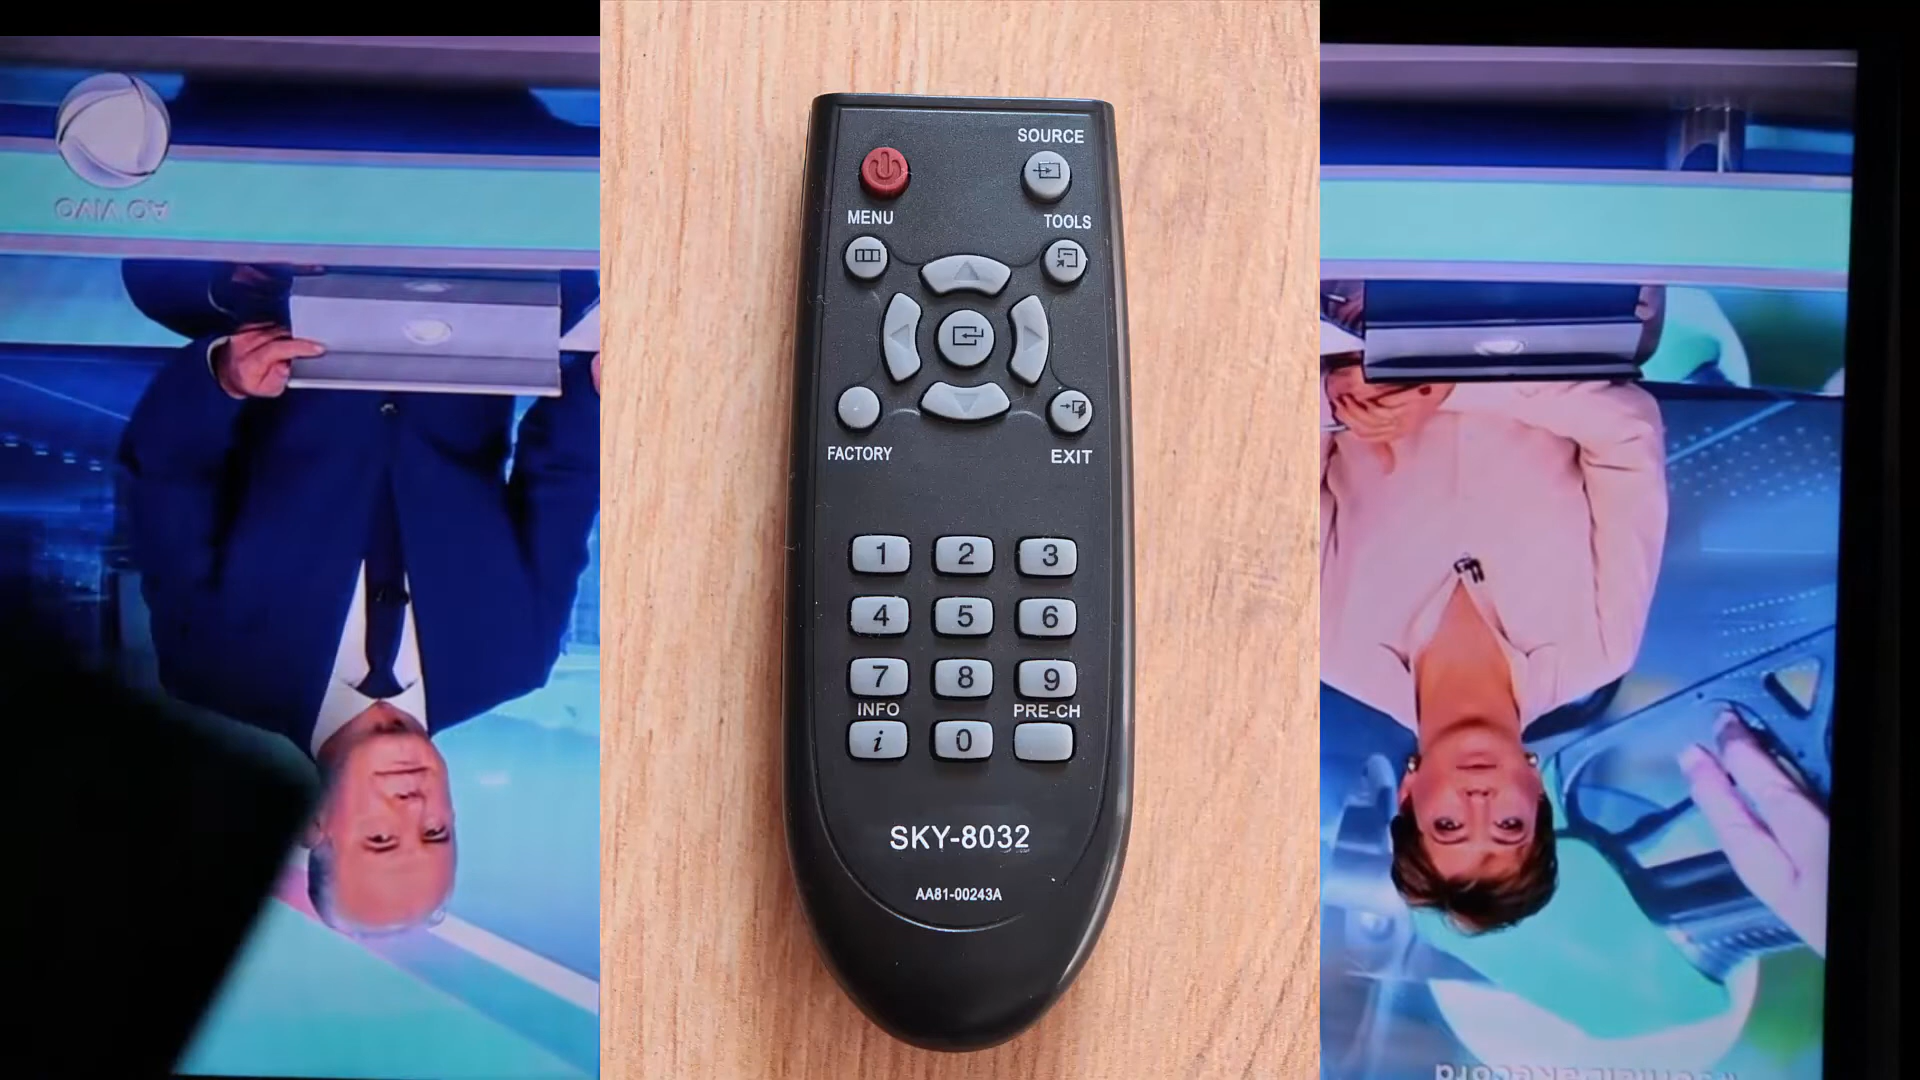 AO VIVO
SOURCE
MENU
TOOLS
FACTORY
EXIT
1 2 3
4 5 6
7 8 9
INFO PRE-CH
i 0
SKY-8032
AA81-00243A